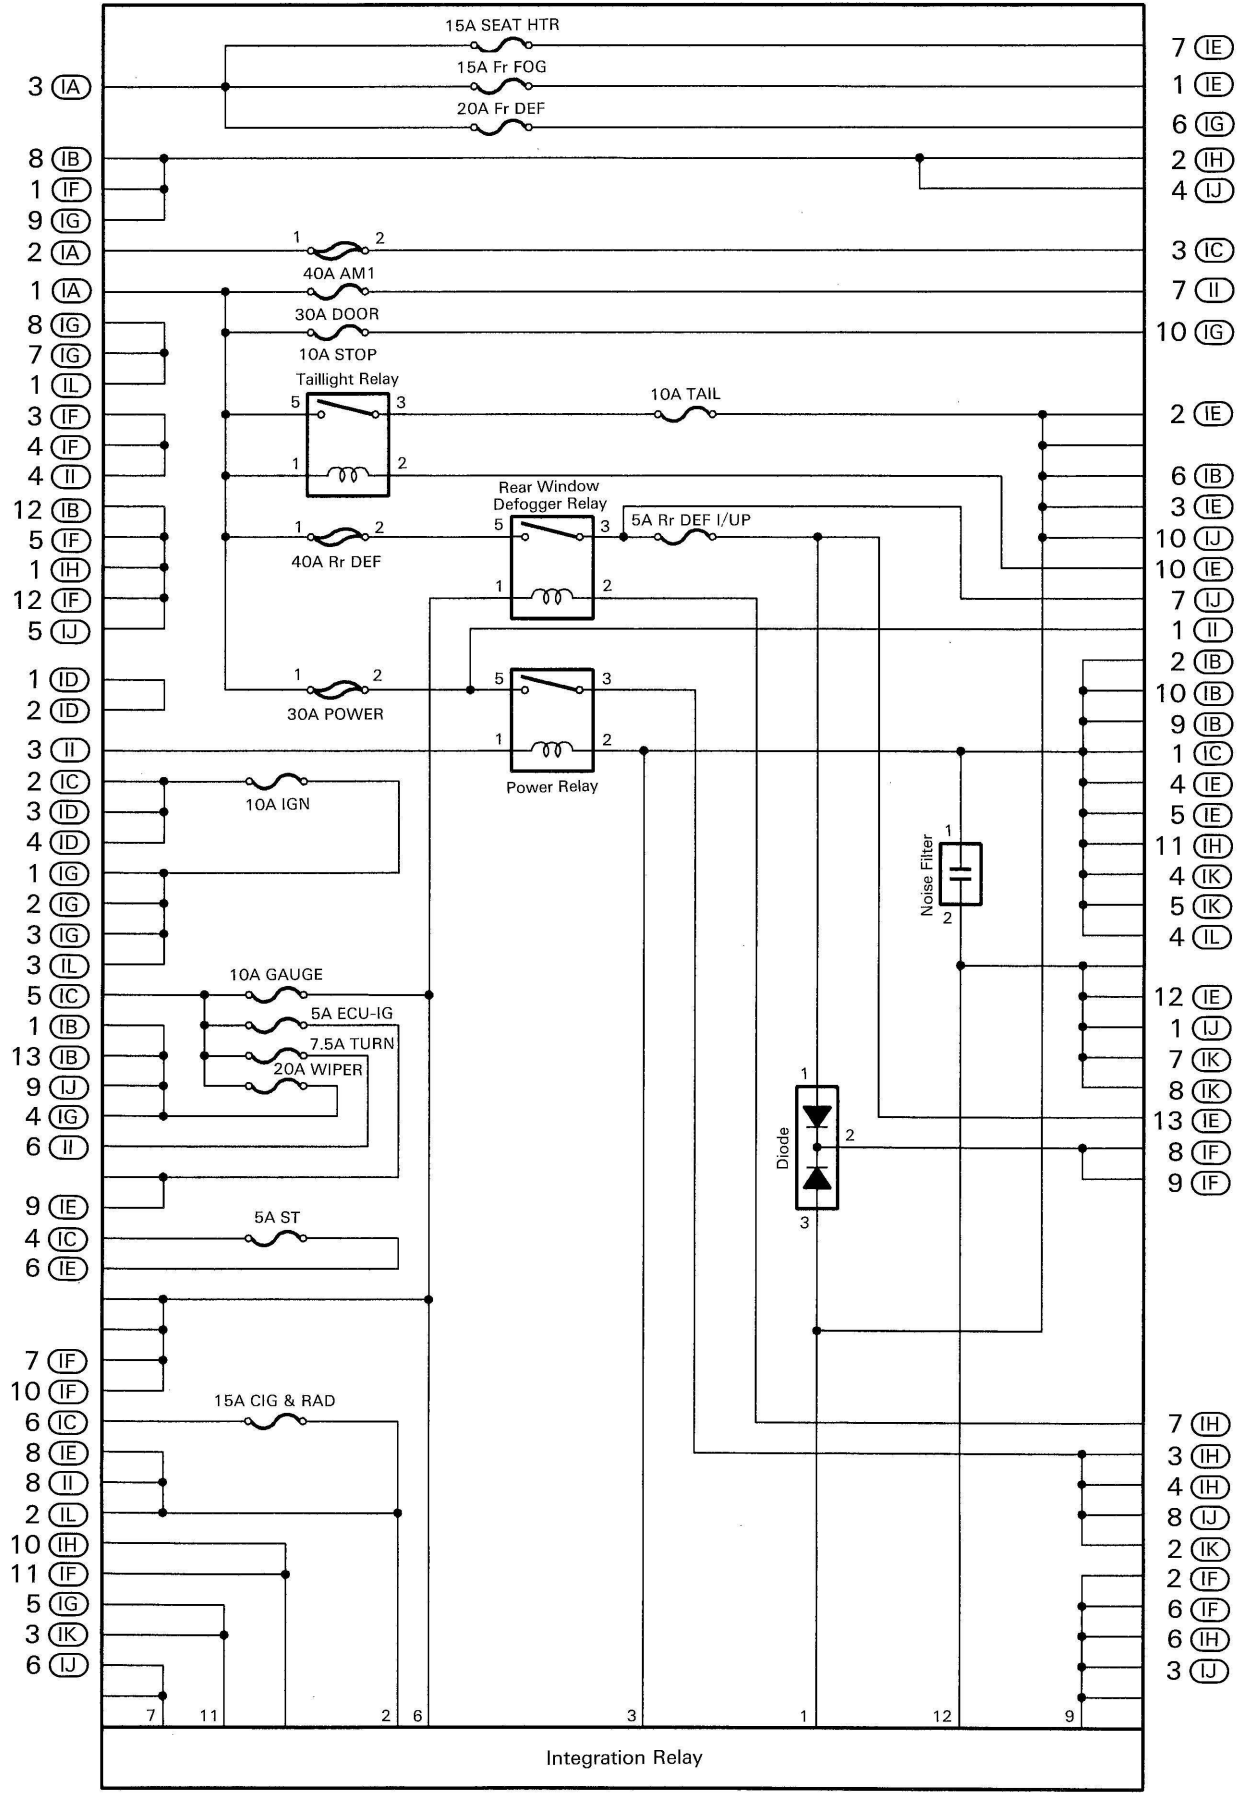 15A SEAT HTR
7 IE
15A Fr FOG
3 IA
1 IE
20A Fr DEF
6 IG
8 IB
2 IH
1 IF
4 IJ
9 IG
2 IA
1 2
3 IC
40A AM1
1 IA
7 II
30A DOOR
8 IG
10 IG
7 IG
10A STOP
1 IL
Taillight Relay
10A TAIL
3 IF
5 3
2 IE
4 IF
4 II
1 2
6 IB
Rear Window
Defogger Relay
12 IB
3 IE
5 IF
1 2
5 3
5A Rr DEF I/UP
10 IJ
40A Rr DEF
1 IH
10 IE
12 IF
1 2
7 IJ
5 IJ
1 II
2 IB
1 ID
1 2
5 3
10 IB
2 ID
30A POWER
9 IB
3 II
1 2
1 IC
2 IC
Power Relay
4 IE
10A IGN
3 ID
5 IE
4 ID
1
11 IH
1 IG
Noise Filter
4 IK
2 IG
2
5 IK
3 IG
4 IL
3 IL
10A GAUGE
5 IC
12 IE
5A ECU-IG
1 IB
1 IJ
7.5A TURN
13 IB
7 IK
20A WIPER
9 IJ
1
8 IK
4 IG
13 IE
6 II
Diode
2
8 IF
9 IF
9 IE
3
5A ST
4 IC
6 IE
7 IF
10 IF
15A CIG & RAD
6 IC
7 IH
8 IE
3 IH
8 II
4 IH
2 IL
8 IJ
10 IH
2 IK
11 IF
2 IF
5 IG
6 IF
3 IK
6 IH
6 IJ
3 IJ
7 11 2 6 3 1 12 9
Integration Relay